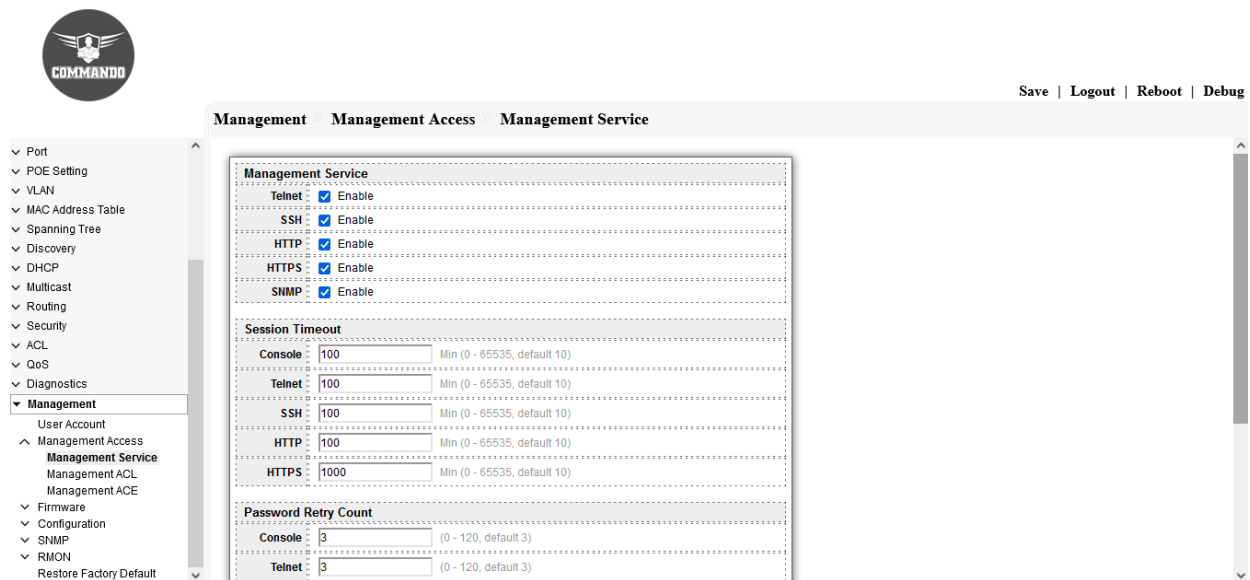 COMMANDO
Save | Logout | Reboot | Debug
Management » Management Access » Management Service
Port
POE Setting
VLAN
MAC Address Table
Spanning Tree
Discovery
DHCP
Multicast
Routing
Security
ACL
QoS
Diagnostics
Management
User Account
Management Access
Management Service
Management ACL
Management ACE
Firmware
Configuration
SNMP
RMON
Restore Factory Default
Management Service
Telnet Enable
SSH Enable
HTTP Enable
HTTPS Enable
SNMP Enable
Session Timeout
Console 100 Min (0 - 65535, default 10)
Telnet 100 Min (0 - 65535, default 10)
SSH 100 Min (0 - 65535, default 10)
HTTP 100 Min (0 - 65535, default 10)
HTTPS 1000 Min (0 - 65535, default 10)
Password Retry Count
Console 3 (0 - 120, default 3)
Telnet 3 (0 - 120, default 3)